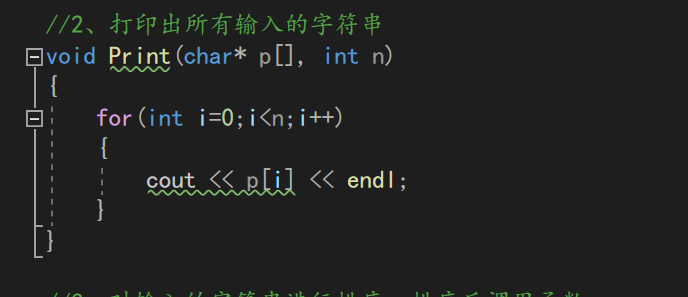 //2、打印出所有输入的字符串
void Print(char* p[], int n)
{
for(int i=0;i<n;i++)
{
cout << p[i] << endl;
}
}